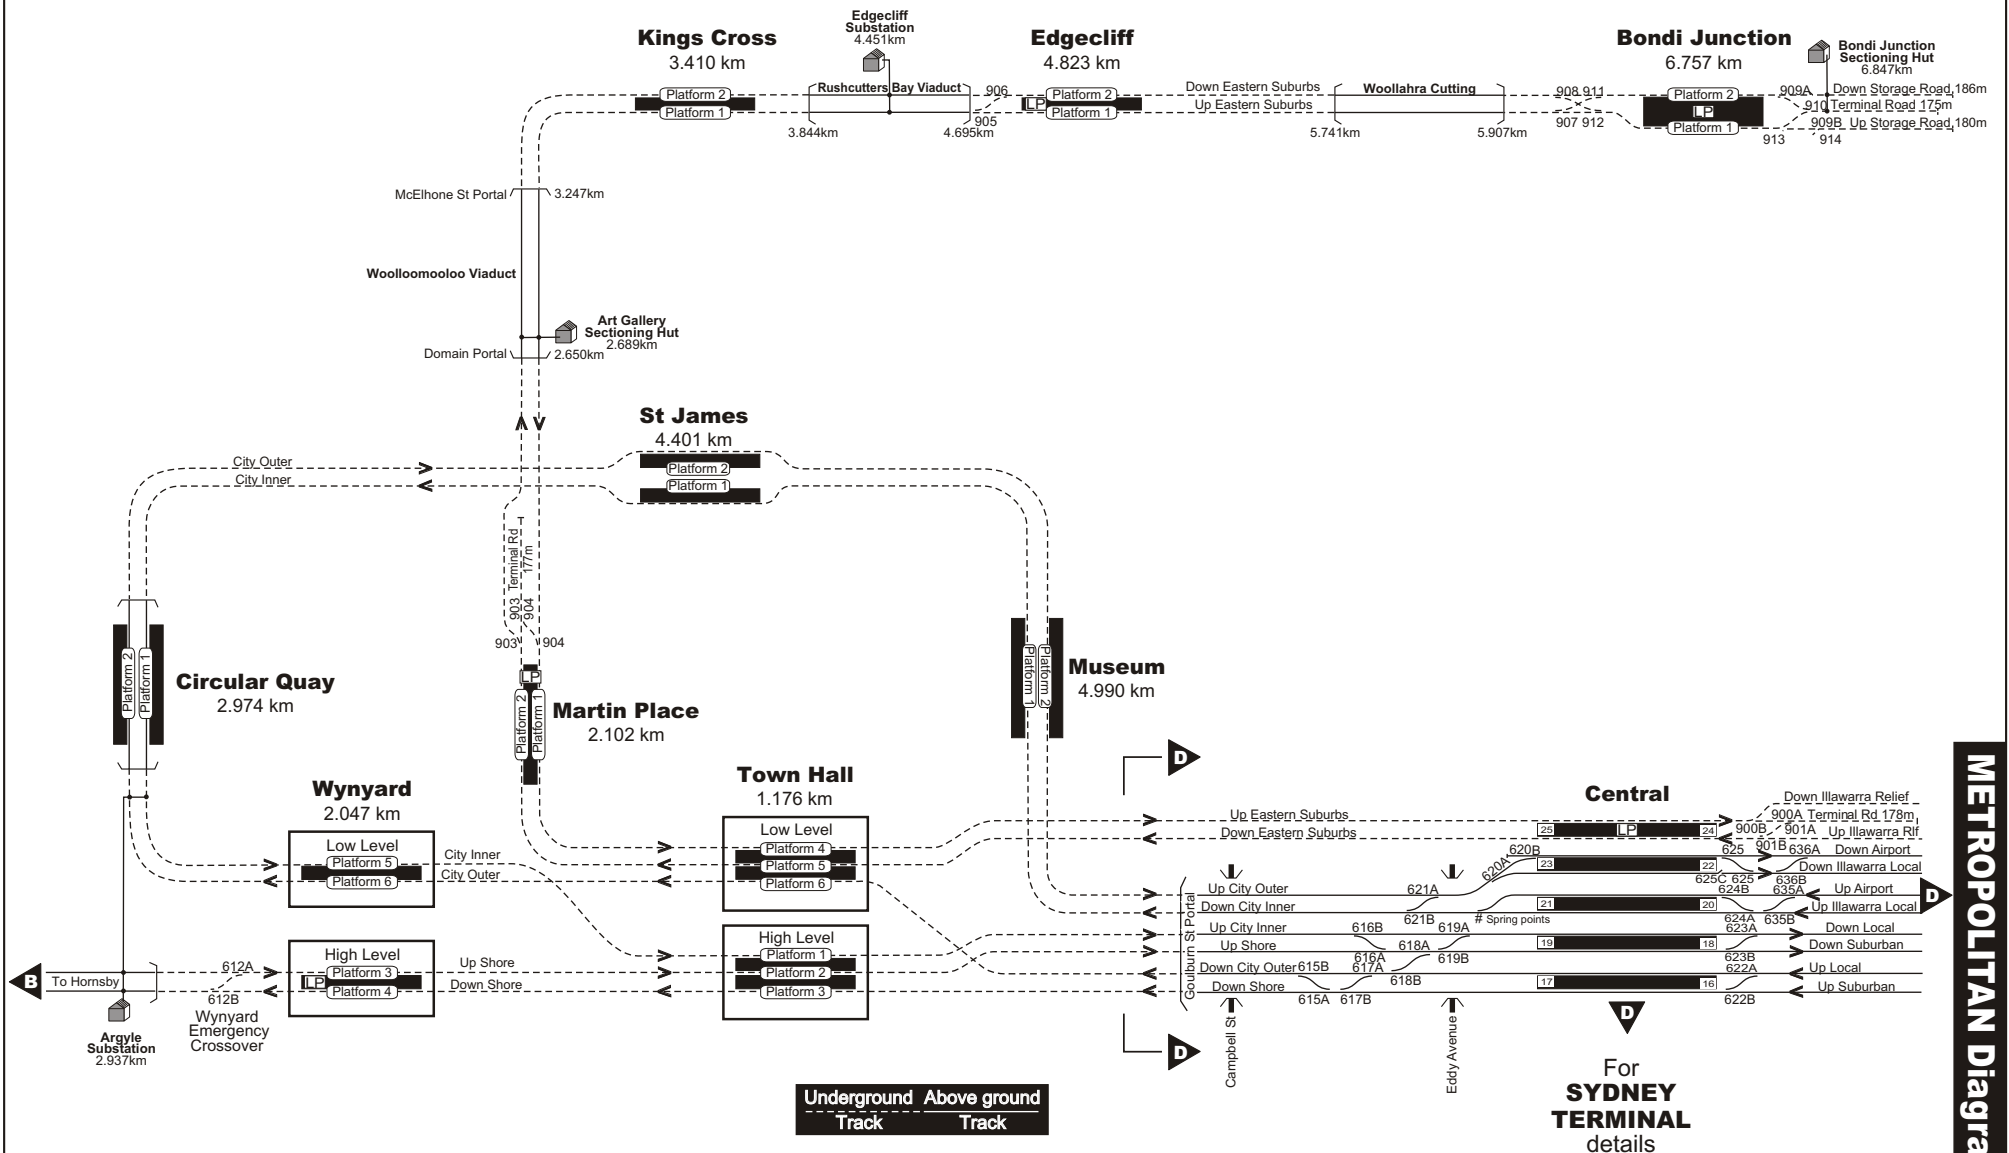 Edgecliff
Substation
4.451km
Kings Cross
3.410 km
Edgecliff
4.823 km
Bondi Junction
6.757 km
Bondi Junction
Sectioning Hut
6.847km
Platform 2
Platform 1
Rushcutters Bay Viaduct
3.844km
4.695km
906
905
LP
Platform 2
Platform 1
Down Eastern Suburbs
Up Eastern Suburbs
Woollahra Cutting
5.741km
5.907km
908 911
907 912
Platform 2
LP
Platform 1
909A
910
909B
913
914
Down Storage Road 186m
Terminal Road 175m
Up Storage Road 180m
McElhone St Portal
3.247km
Woolloomooloo Viaduct
Art Gallery
Sectioning Hut
2.689km
Domain Portal
2.650km
St James
4.401 km
Platform 2
Platform 1
City Outer
City Inner
Terminal Rd
177m
903
904
903
904
Platform 2
Platform 1
Circular Quay
2.974 km
LP
Platform 2
Platform 1
Martin Place
2.102 km
Platform 1
Platform 2
Museum
4.990 km
Wynyard
2.047 km
Low Level
Platform 5
Platform 6
High Level
Platform 3
LP
Platform 4
City Inner
City Outer
Up Shore
Down Shore
Town Hall
1.176 km
Low Level
Platform 4
Platform 5
Platform 6
High Level
Platform 1
Platform 2
Platform 3
B
To Hornsby
612A
612B
Wynyard
Emergency
Crossover
Argyle
Substation
2.937km
D
D
Up Eastern Suburbs
Down Eastern Suburbs
Goulburn St Portal
Up City Outer
Down City Inner
Up City Inner
Up Shore
Down City Outer
Down Shore
621A
621B
# Spring points
616B
619A
618A
616A
619B
615B
617A
618B
615A
617B
620A
620B
Campbell St
Eddy Avenue
Central
25
LP
24
23
22
21
20
19
18
17
16
Down Illawarra Relief
900A Terminal Rd 178m
900B
901A
Up Illawarra Rlf
901B
625
636A
Down Airport
Down Illawarra Local
625C 625
636B
624B
635A
Up Airport
D
Up Illawarra Local
624A
635B
623A
Down Local
Down Suburban
623B
622A
Up Local
Up Suburban
622B
D
For
SYDNEY
TERMINAL
details
Underground Track
Above ground Track
METROPOLITAN Diagra